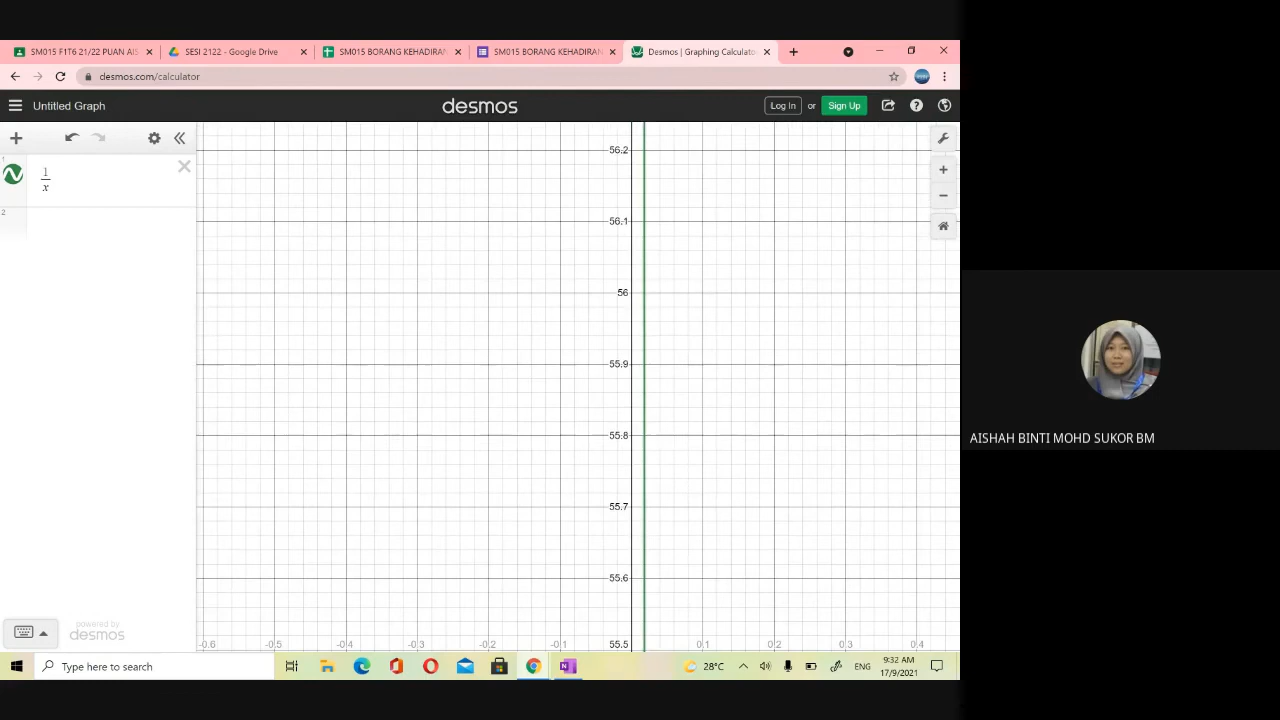 SM015 F1T6 21/22 PUAN AIS
SESI 2122 - Google Drive
SM015 BORANG KEHADIRAN
SM015 BORANG KEHADIRAN
Desmos | Graphing Calculato
desmos.com/calculator
Untitled Graph
desmos
Log In or Sign Up
1
1
x
2
56.2
56.1
56
55.9
55.8
55.7
55.6
55.5
-0.6 -0.5 -0.4 -0.3 -0.2 -0.1 0.1 0.2 0.3 0.4
powered by
desmos
AISHAH BINTI MOHD SUKOR BM
Type here to search
28°C
ENG
9:32 AM
17/9/2021